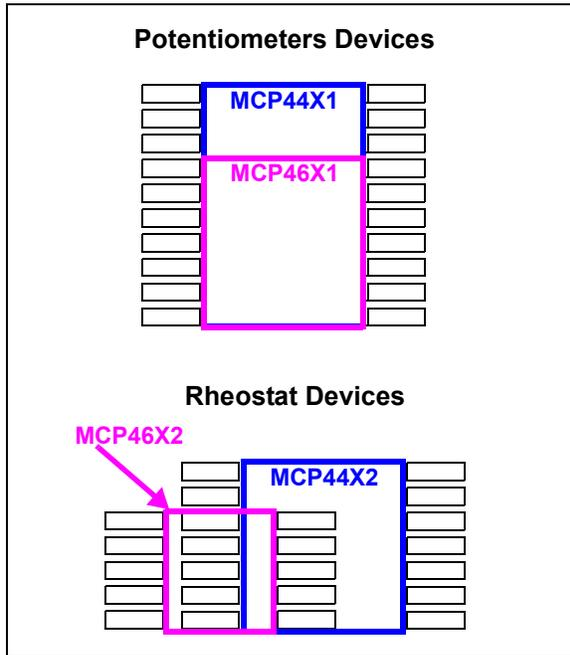 Potentiometers Devices
MCP44X1
MCP46X1
Rheostat Devices
MCP46X2
MCP44X2